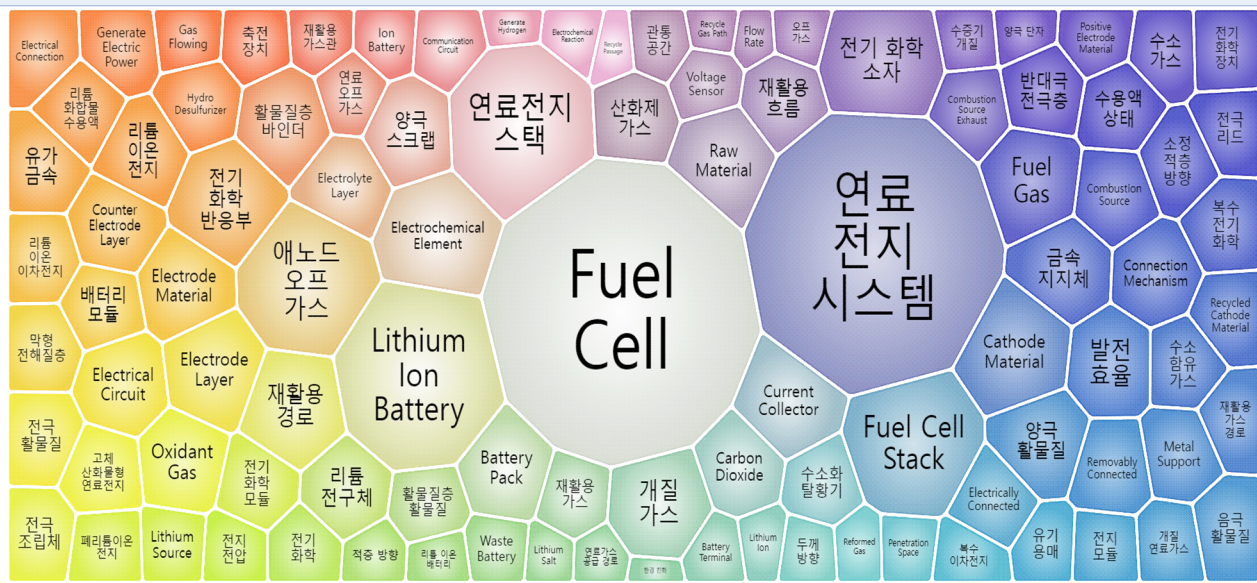 Electrical
Connection
Generate
Electric
Power
Gas
Flowing
축전
장치
재활용
가스관
Ion
Battery
Communication
Circuit
Generate
Hydrogen
Electrochemical
Reaction
Recycle
Passage
관통
공간
Recycle
Gas Path
Flow
Rate
오프
가스
전기 화학
소자
수증기
개질
양극 단자
Positive
Electrode
Material
수소
가스
전기
화학
장치
리튬
화합물
수용액
Hydro
Desulfurizer
활물질층
바인더
연료
오프
가스
양극
스크랩
연료전지
스택
산화제
가스
Voltage
Sensor
재활용
흐름
Combustion
Source
Exhaust
반대극
전극층
수용액
상태
전극
리드
유가
금속
리튬
이온
전지
전기
화학
반응부
Electrolyte
Layer
Raw
Material
연료
전지
시스템
Fuel
Gas
Combustion
Source
소정
적층
방향
복수
전기
화학
리튬
이온
이차전지
Counter
Electrode
Layer
애노드
오프
가스
Electrochemical
Element
Fuel
Cell
금속
지지체
Connection
Mechanism
배터리
모듈
Electrode
Material
Lithium
Ion
Battery
Cathode
Material
발전
효율
수소
함유
가스
Recycled
Cathode
Material
막형
전해질층
Electrical
Circuit
Electrode
Layer
재활용
경로
Current
Collector
Fuel Cell
Stack
양극
활물질
Removably
Connected
Metal
Support
재활용
가스
경로
전극
활물질
고체
산화물형
연료전지
Oxidant
Gas
전기
화학
모듈
리튬
전구체
활물질층
활물질
Battery
Pack
재활용
가스
개질
가스
Carbon
Dioxide
수소화
탈황기
Electrically
Connected
음극
활물질
전극
조립체
폐리튬이온
전지
Lithium
Source
전지
전압
전기
화학
적층 방향
리튬 이온
배터리
Waste
Battery
Lithium
Salt
연료가스
공급 경로
환경 친화
Battery
Terminal
Lithium
Ion
두께
방향
Reformed
Gas
Penetration
Space
복수
이차전지
유기
용매
전지
모듈
개질
연료가스